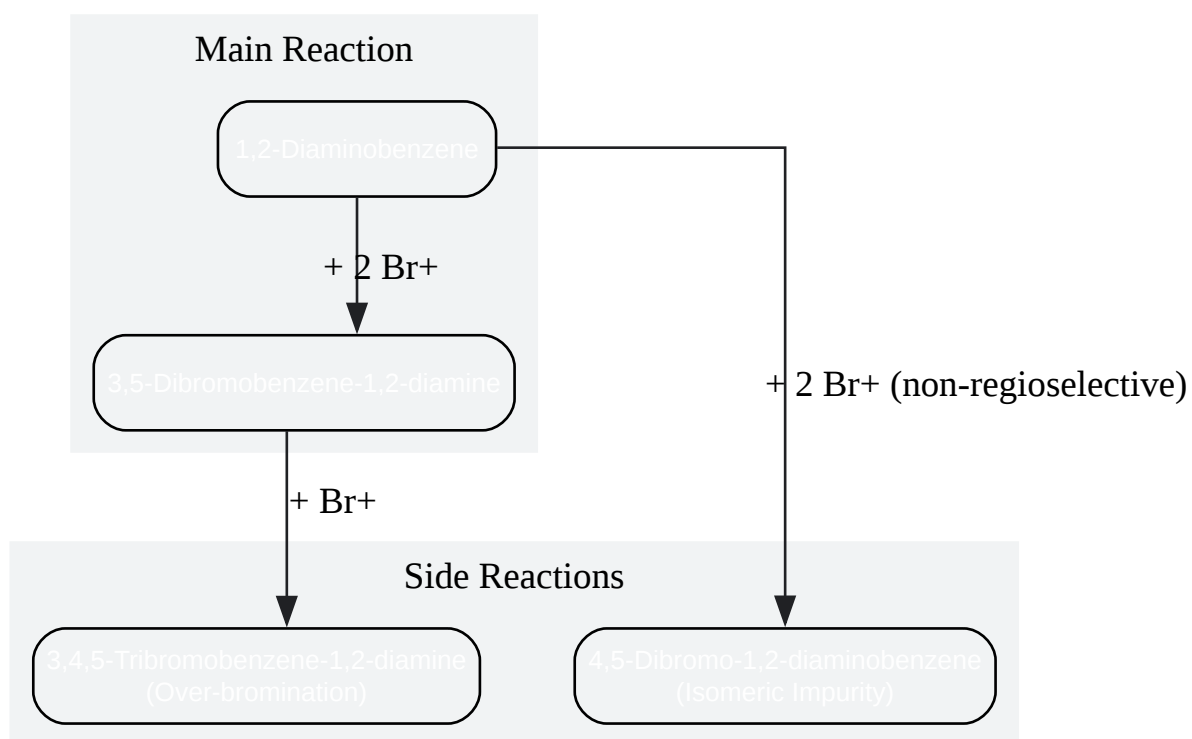 Main Reaction
1,2-Diaminobenzene
+ 2 Br+
3,5-Dibromobenzene-1,2-diamine
+ 2 Br+ (non-regioselective)
+ Br+
Side Reactions
3,4,5-Tribromobenzene-1,2-diamine
(Over-bromination)
4,5-Dibromo-1,2-diaminobenzene
(Isomeric Impurity)